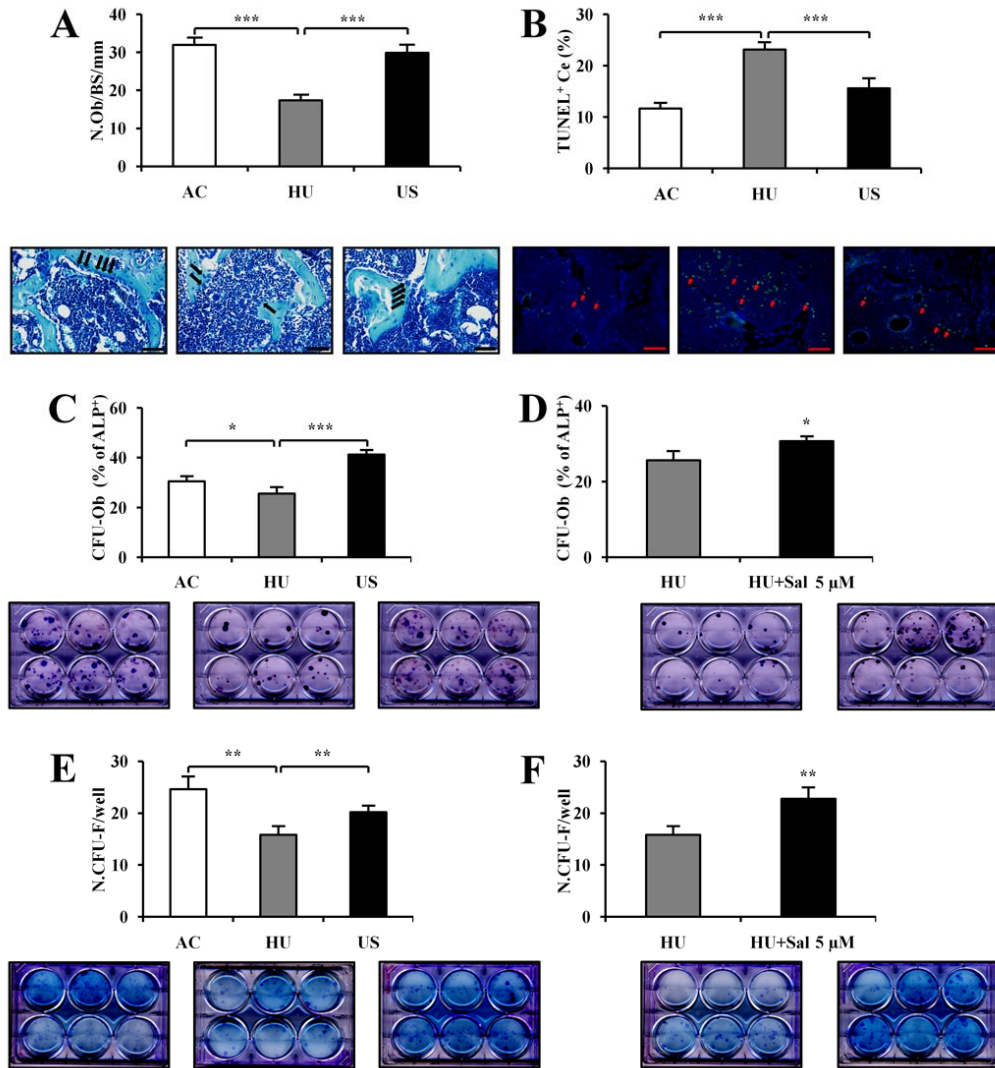 A
N.Ob/BS/mm
40
30
20
10
0
*** ***
AC HU US
B
TUNEL⁺ Ce (%)
30
20
10
0
*** ***
AC HU US
C
CFU-Ob (% of ALP⁺)
60
40
20
0
* ***
AC HU US
D
CFU-Ob (% of ALP⁺)
40
20
0
*
HU HU+Sal 5 μM
E
N.CFU-F/well
30
20
10
0
** **
AC HU US
F
N.CFU-F/well
30
20
10
0
**
HU HU+Sal 5 μM